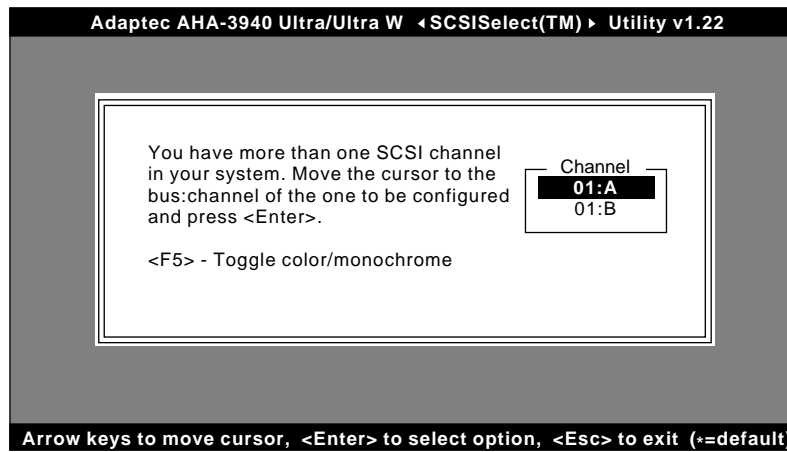 Adaptec AHA-3940 Ultra/Ultra W ◂SCSISelect(TM)▸ Utility v1.22
You have more than one SCSI channel
in your system. Move the cursor to the
bus:channel of the one to be configured
and press <Enter>.
<F5> - Toggle color/monochrome
Channel
01:A
01:B
Arrow keys to move cursor, <Enter> to select option, <Esc> to exit (*=default)